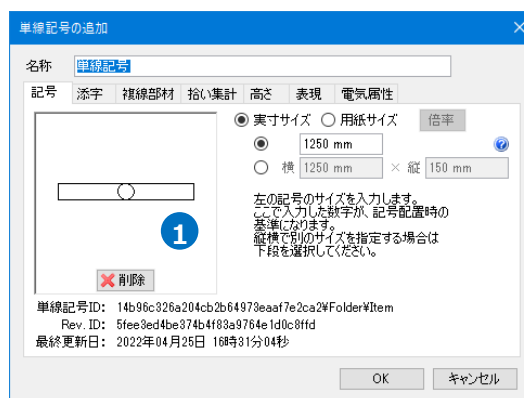 単線記号の追加
名称 単線記号
記号 添字 複線部材 拾い集計 高さ 表現 電気属性
実寸サイズ 用紙サイズ 倍率
1250 mm
横 1250 mm × 縦 150 mm
左の記号のサイズを入力します。
ここで入力した数字が、記号配置時の
基準になります。
縦横で別のサイズを指定する場合は
下段を選択してください。
1
削除
単線記号ID: 14b96c326a204cb2b64973eaaf7e2ca2¥Folder¥Item
Rev. ID: 5fee3ed4be374b4f83a9764e1d0c8ffd
最終更新日: 2022年04月25日 16時31分04秒
OK キャンセル